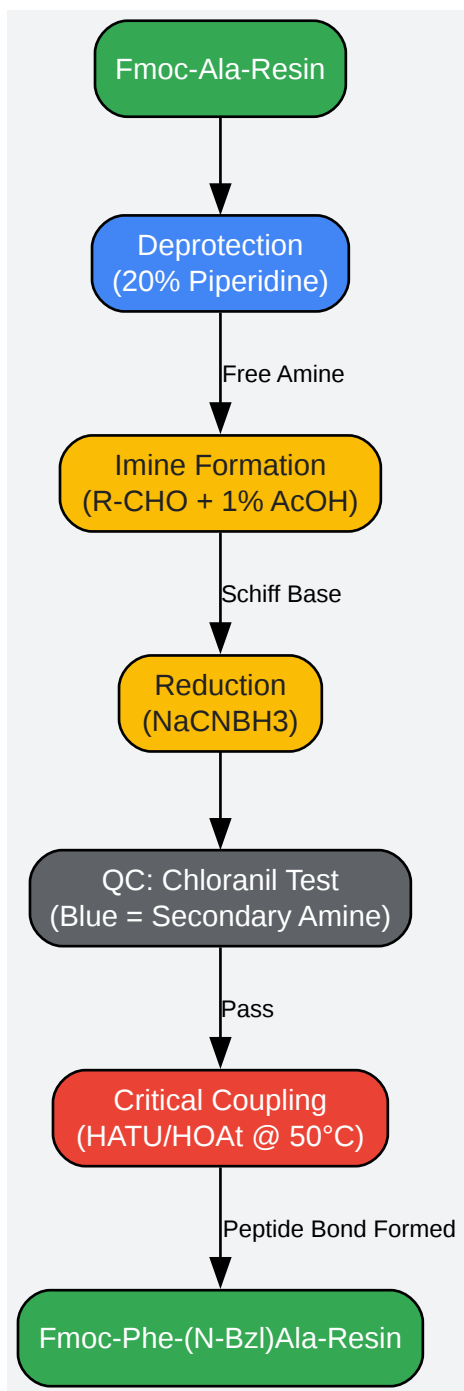 Fmoc-Ala-Resin
Deprotection
(20% Piperidine)
Free Amine
Imine Formation
(R-CHO + 1% AcOH)
Schiff Base
Reduction
(NaCNBH3)
QC: Chloranil Test
(Blue = Secondary Amine)
Pass
Critical Coupling
(HATU/HOAt @ 50°C)
Peptide Bond Formed
Fmoc-Phe-(N-Bzl)Ala-Resin